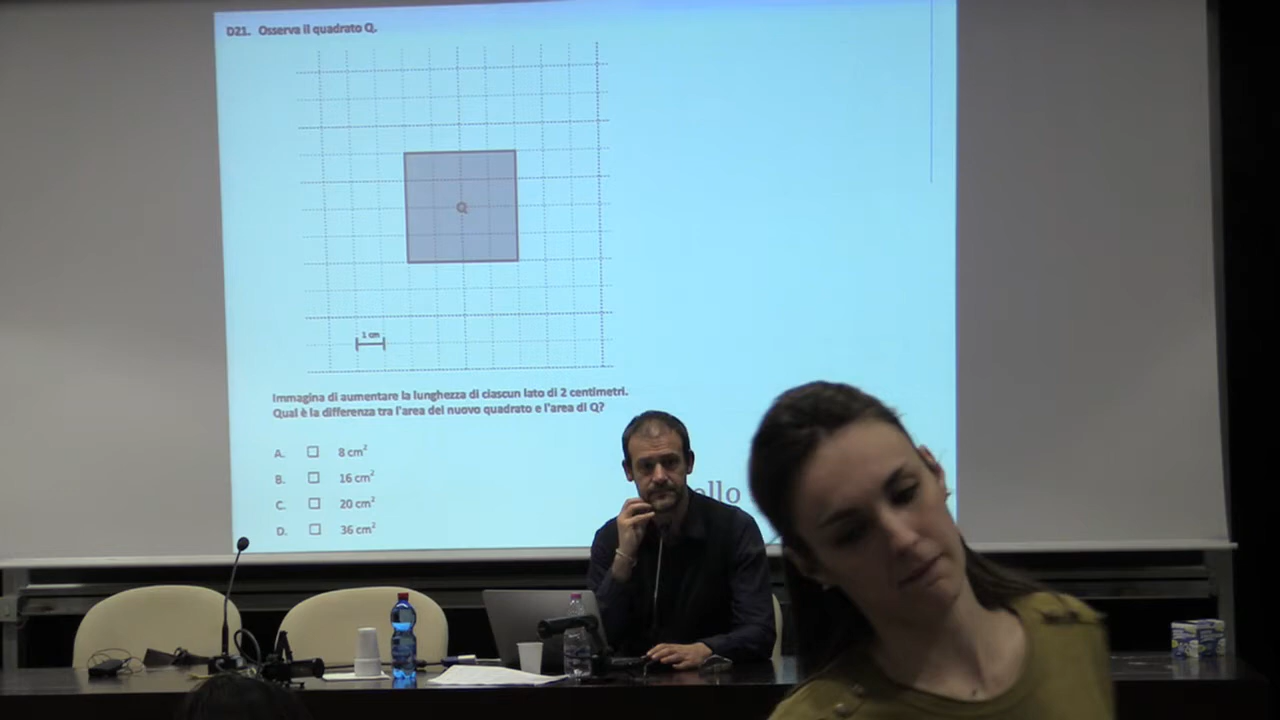 D21. Osserva il quadrato Q.
Q
1 cm
Immagina di aumentare la lunghezza di ciascun lato di 2 centimetri.
Qual è la differenza tra l'area del nuovo quadrato e l'area di Q?
A. ☐ 8 cm²
B. ☐ 16 cm²
C. ☐ 20 cm²
D. ☐ 36 cm²